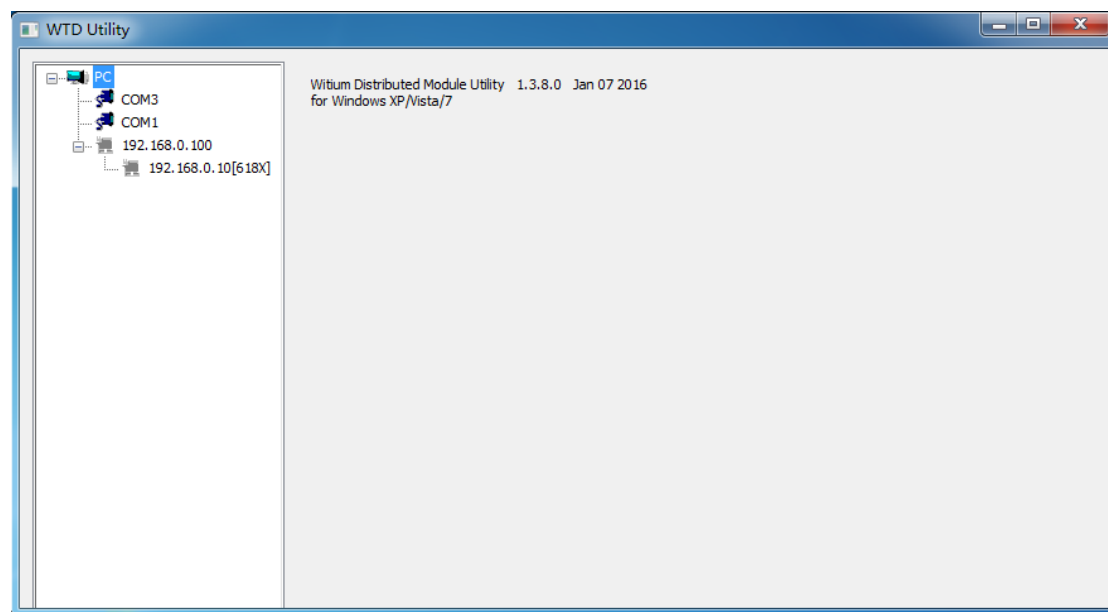 WTD Utility
PC
COM3
COM1
192.168.0.100
192.168.0.10[618X]
Witium Distributed Module Utility 1.3.8.0 Jan 07 2016
for Windows XP/Vista/7